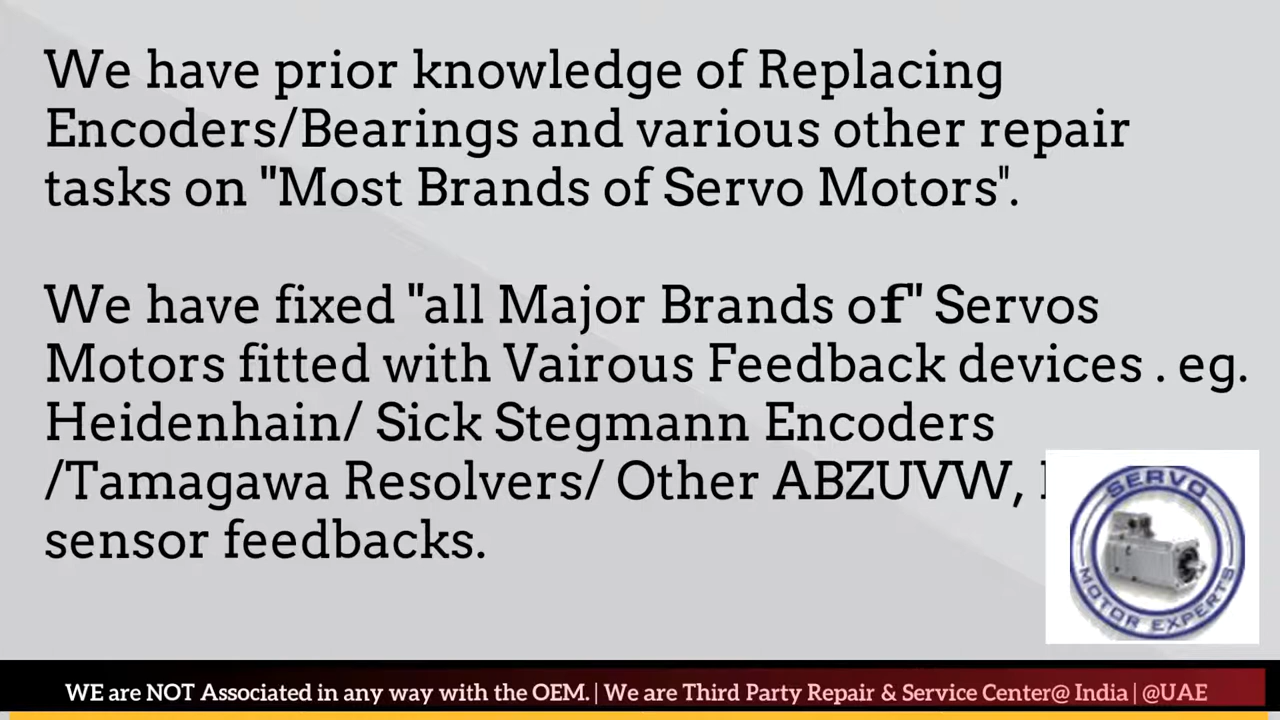 We have prior knowledge of Replacing
Encoders/Bearings and various other repair
tasks on "Most Brands of Servo Motors".
We have fixed "all Major Brands of" Servos
Motors fitted with Vairous Feedback devices . eg.
Heidenhain/ Sick Stegmann Encoders
/Tamagawa Resolvers/ Other ABZUVW,
sensor feedbacks.
SERVO
MOTOR EXPERTS
WE are NOT Associated in any way with the OEM. | We are Third Party Repair & Service Center@ India | @UAE